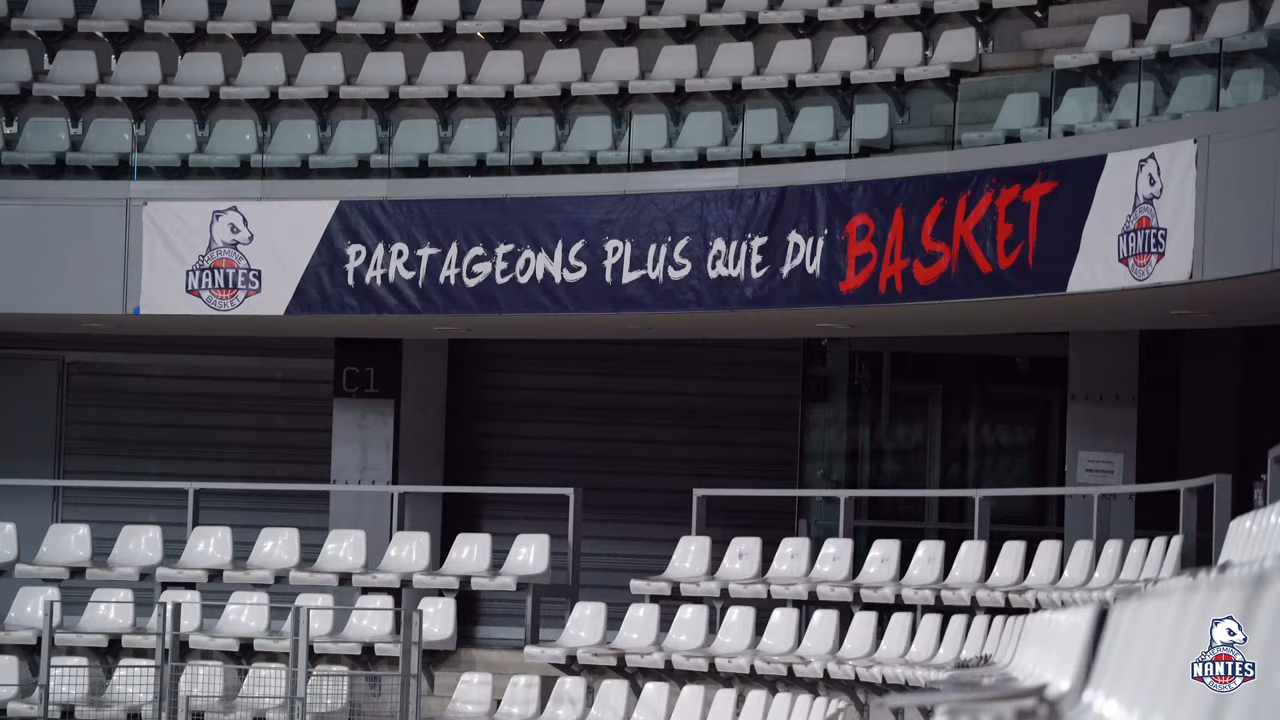 HERMINE
NANTES
BASKET
PARTAGEONS PLUS QUE DU BASKET
HERMINE
NANTES
BASKET
C1
HERMINE
NANTES
BASKET